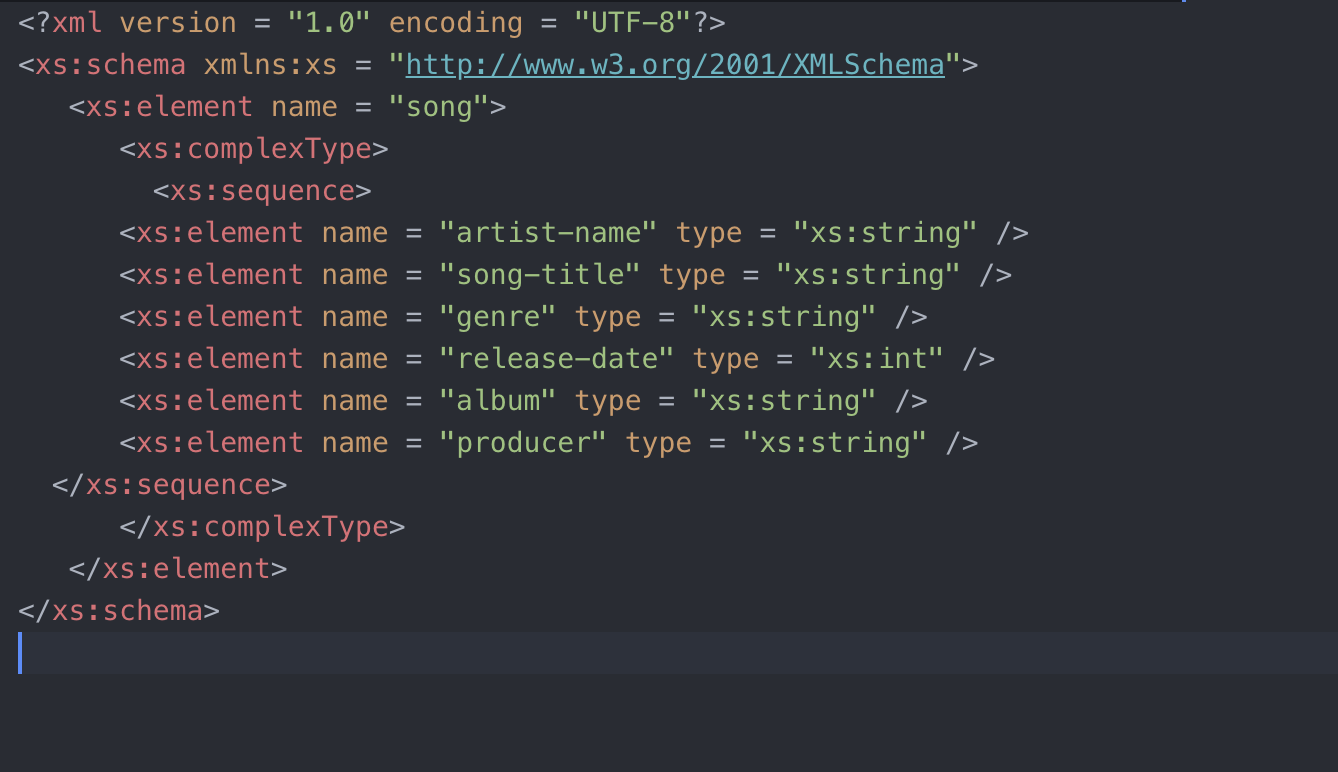 <?xml version = "1.0" encoding = "UTF-8"?>
<xs:schema xmlns:xs = "http://www.w3.org/2001/XMLSchema">
   <xs:element name = "song">
      <xs:complexType>
        <xs:sequence>
      <xs:element name = "artist-name" type = "xs:string" />
      <xs:element name = "song-title" type = "xs:string" />
      <xs:element name = "genre" type = "xs:string" />
      <xs:element name = "release-date" type = "xs:int" />
      <xs:element name = "album" type = "xs:string" />
      <xs:element name = "producer" type = "xs:string" />
  </xs:sequence>
      </xs:complexType>
   </xs:element>
</xs:schema>